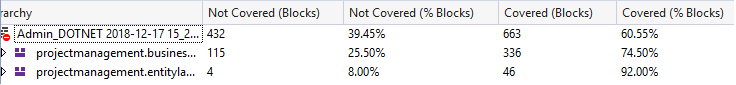 rarchy Not Covered (Blocks) Not Covered (% Blocks) Covered (Blocks) Covered (% Blocks)
Admin_DOTNET 2018-12-17 15_2... 432 39.45% 663 60.55%
projectmanagement.busines... 115 25.50% 336 74.50%
projectmanagement.entityla... 4 8.00% 46 92.00%